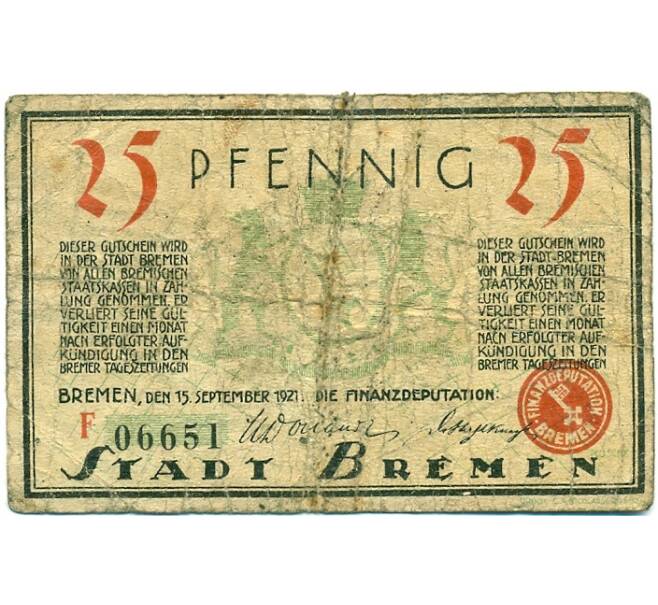 25 PFENNIG 25
DIESER GUTSCHEIN WIRD
IN DER STADT BREMEN
VON ALLEN BREMISCHEN
STAATSKASSEN IN ZAH-
LUNG GENOMMEN. ER
VERLIERT SEINE GÜL-
TIGKEIT EINEN MONAT
NACH ERFOLGTER AUF-
KÜNDIGUNG IN DEN
BREMER TAGESZEITUNGEN
DIESER GUTSCHEIN WIRD
IN DER STADT BREMEN
VON ALLEN BREMISCHEN
STAATSKASSEN IN ZAH-
LUNG GENOMMEN. ER
VERLIERT SEINE GÜL-
TIGKEIT EINEN MONAT
NACH ERFOLGTER AUF-
KÜNDIGUNG IN DEN
BREMER TAGESZEITUNGEN
BREMEN, DEN 15. SEPTEMBER 1921. DIE FINANZDEPUTATION:
F 06651
FINANZDEPUTATION
BREMEN
STADT BREMEN